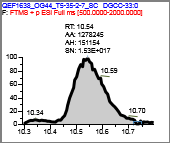 QEF1638_OG44_T5-35-2-7_SC DGCC-33:0
F: FTMS + p ESI Full ms [500.0000-2000.0000]
RT: 10.54
AA: 1278245
AH: 151154
SN: 1.53E+017
100
80
60
40
20
0
10.59
10.34
10.70
10.3 10.4 10.5 10.6 10.7